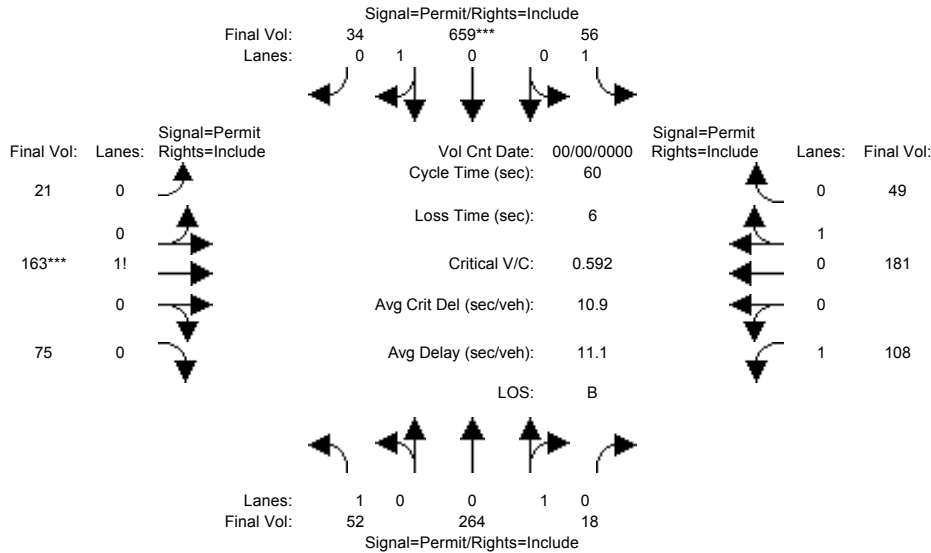 Signal=Permit/Rights=Include
Final Vol: 34 659*** 56
Lanes: 0 1 0 0 1
Signal=Permit Signal=Permit
Final Vol: Lanes: Rights=Include Vol Cnt Date: 00/00/0000 Rights=Include Lanes: Final Vol:
Cycle Time (sec): 60
21 0 0 49
Loss Time (sec): 6
0 1
163*** 1! Critical V/C: 0.592 0 181
0 Avg Crit Del (sec/veh): 10.9 0
75 0 Avg Delay (sec/veh): 11.1 1 108
LOS: B
Lanes: 1 0 0 1 0
Final Vol: 52 264 18
Signal=Permit/Rights=Include